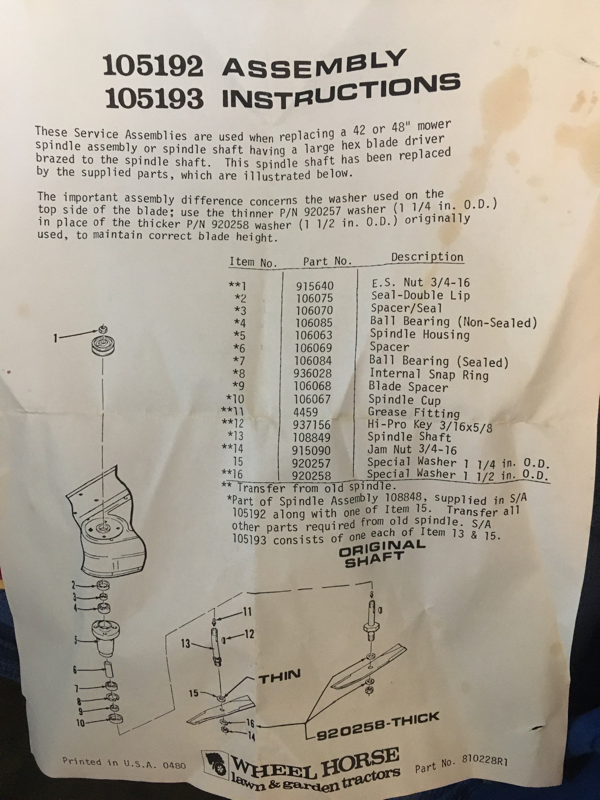 105192 ASSEMBLY
105193 INSTRUCTIONS
These Service Assemblies are used when replacing a 42 or 48" mower
spindle assembly or spindle shaft having a large hex blade driver
brazed to the spindle shaft. This spindle shaft has been replaced
by the supplied parts, which are illustrated below.
The important assembly difference concerns the washer used on the
top side of the blade; use the thinner P/N 920257 washer (1 1/4 in. O.D.)
in place of the thicker P/N 920258 washer (1 1/2 in. O.D.) originally
used, to maintain correct blade height.
Item No. Part No. Description
**1 915640 E.S. Nut 3/4-16
*2 106075 Seal-Double Lip
*3 106070 Spacer/Seal
*4 106085 Ball Bearing (Non-Sealed)
*5 106063 Spindle Housing
*6 106069 Spacer
*7 106084 Ball Bearing (Sealed)
*8 936028 Internal Snap Ring
*9 106068 Blade Spacer
*10 106067 Spindle Cup
**11 4459 Grease Fitting
**12 937156 Hi-Pro Key 3/16x5/8
*13 108849 Spindle Shaft
**14 915090 Jam Nut 3/4-16
15 920257 Special Washer 1 1/4 in. O.D.
**16 920258 Special Washer 1 1/2 in. O.D.
** Transfer from old spindle.
*Part of Spindle Assembly 108848, supplied in S/A
105192 along with one of Item 15. Transfer all
other parts required from old spindle. S/A
105193 consists of one each of Item 13 & 15.
ORIGINAL
SHAFT
1
2
3
4
5
6
7
8
9
10
11
12
13
15
THIN
16
14
920258-THICK
Printed in U.S.A. 0480
WHEEL HORSE
lawn & garden tractors
Part No. 810228R1